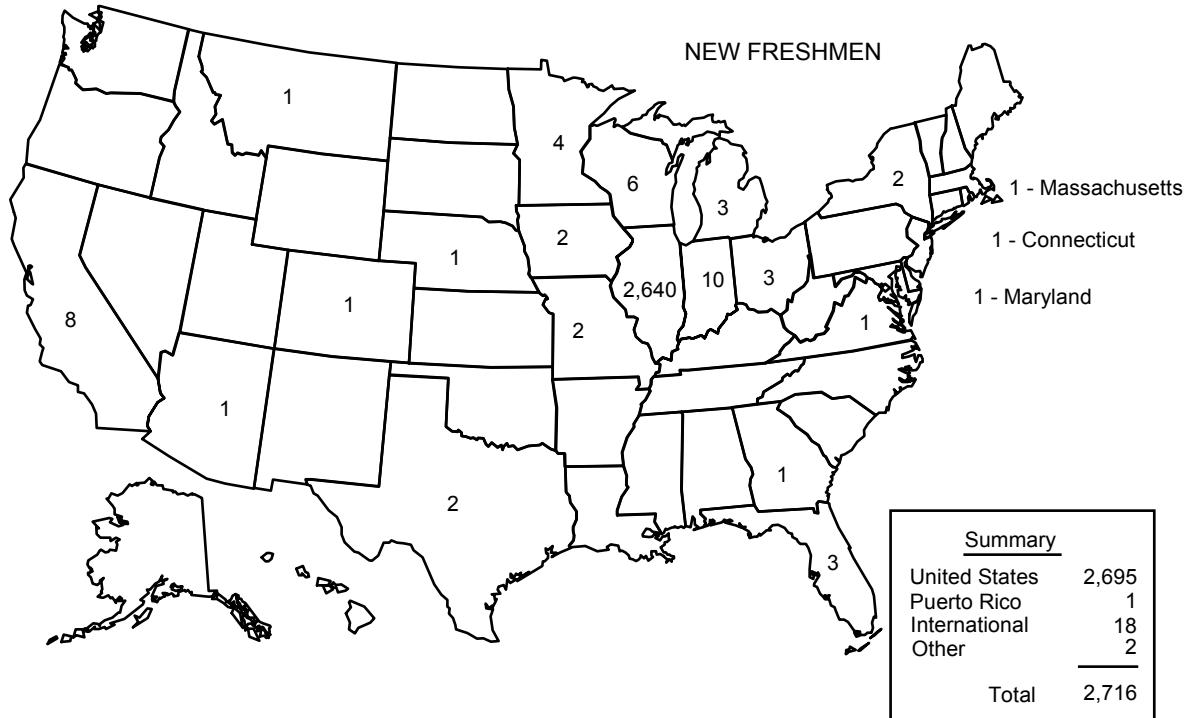 NEW FRESHMEN
1
4
6
3
2
1 - Massachusetts
1 - Connecticut
1 - Maryland
1
2
2,640
10
3
8
1
2
1
1
2
1
3
Summary
United States 2,695
Puerto Rico 1
International 18
Other 2
Total 2,716